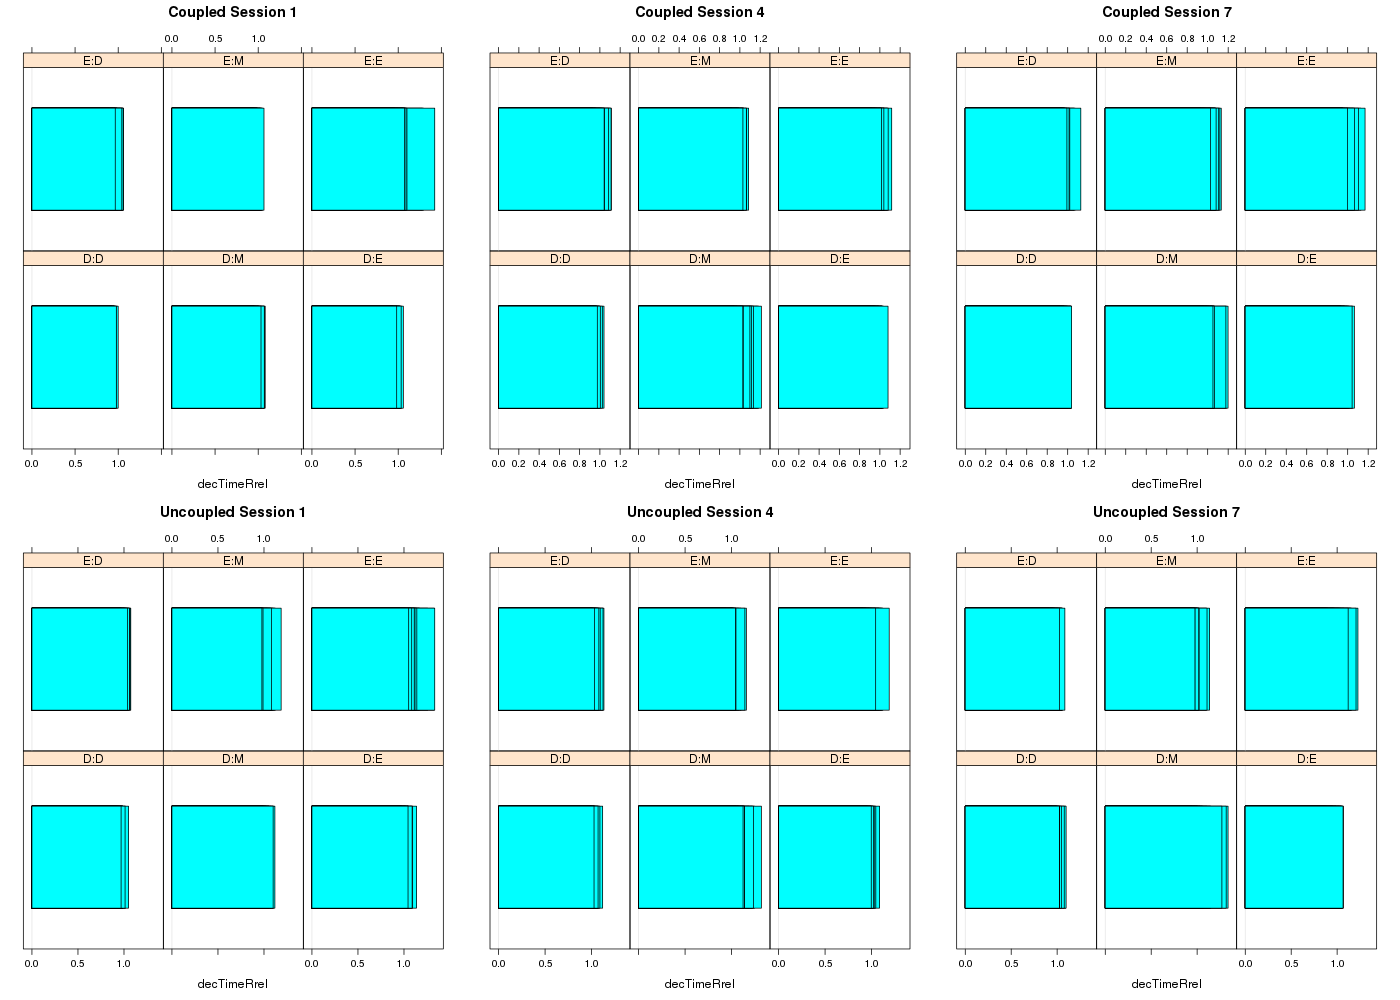 Coupled Session 1
0.0 0.5 1.0
E:D E:M E:E
D:D D:M D:E
0.0 0.5 1.0 0.0 0.5 1.0
decTimeRrel
Coupled Session 4
0.0 0.2 0.4 0.6 0.8 1.0 1.2
E:D E:M E:E
D:D D:M D:E
0.0 0.2 0.4 0.6 0.8 1.0 1.2 0.0 0.2 0.4 0.6 0.8 1.0 1.2
decTimeRrel
Coupled Session 7
0.0 0.2 0.4 0.6 0.8 1.0 1.2
E:D E:M E:E
D:D D:M D:E
0.0 0.2 0.4 0.6 0.8 1.0 1.2 0.0 0.2 0.4 0.6 0.8 1.0 1.2
decTimeRrel
Uncoupled Session 1
0.0 0.5 1.0
E:D E:M E:E
D:D D:M D:E
0.0 0.5 1.0 0.0 0.5 1.0
decTimeRrel
Uncoupled Session 4
0.0 0.5 1.0
E:D E:M E:E
D:D D:M D:E
0.0 0.5 1.0 0.0 0.5 1.0
decTimeRrel
Uncoupled Session 7
0.0 0.5 1.0
E:D E:M E:E
D:D D:M D:E
0.0 0.5 1.0 0.0 0.5 1.0
decTimeRrel